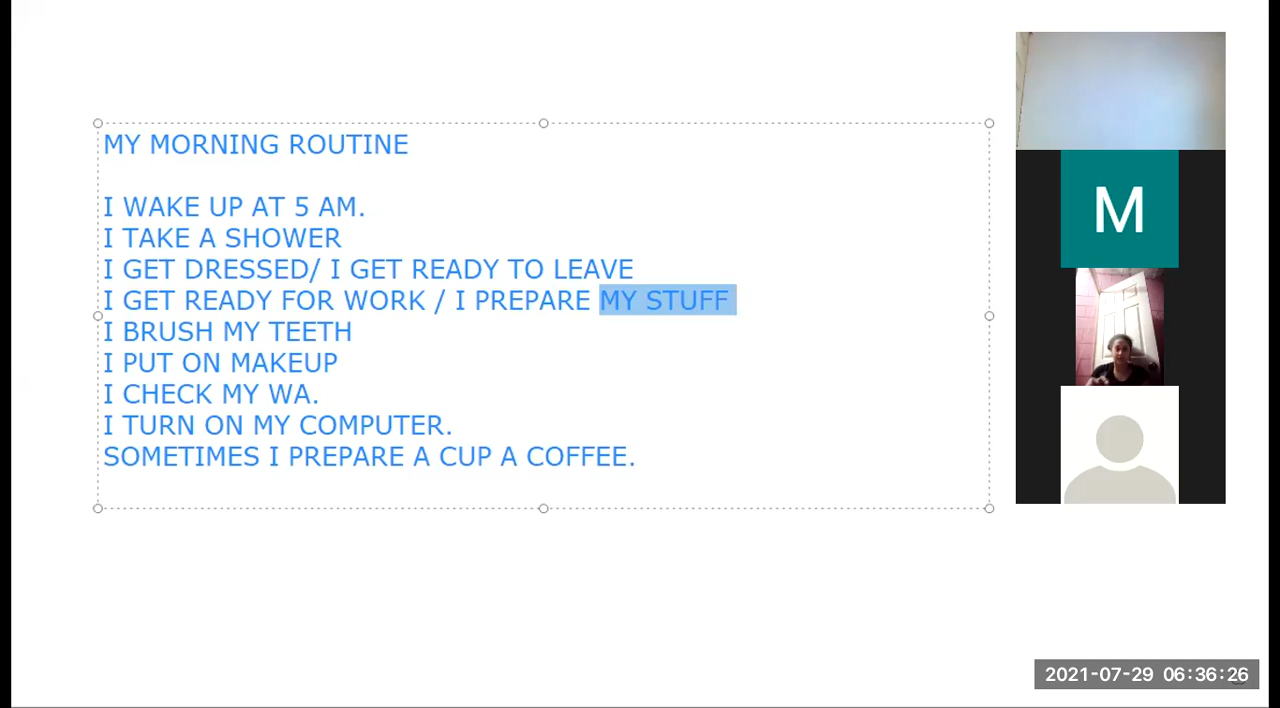 MY MORNING ROUTINE
I WAKE UP AT 5 AM.
I TAKE A SHOWER
I GET DRESSED/ I GET READY TO LEAVE
I GET READY FOR WORK / I PREPARE MY STUFF
I BRUSH MY TEETH
I PUT ON MAKEUP
I CHECK MY WA.
I TURN ON MY COMPUTER.
SOMETIMES I PREPARE A CUP A COFFEE.
M
2021-07-29 06:36:26